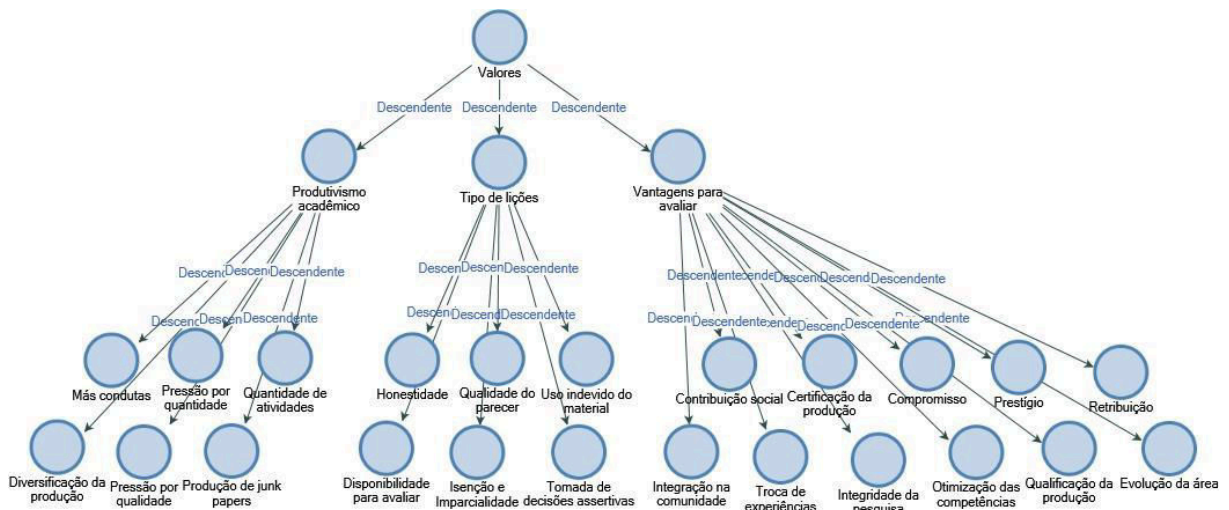 Valores
Descendente
Descendente
Descendente
Produtivismo
acadêmico
Tipo de lições
Vantagens para
avaliar
Descendente
Descendente
Descendente
Descendente
Descendente
Descendente
Más condutas
Pressão por
quantidade
Quantidade de
atividades
Honestidade
Qualidade do
parecer
Uso indevido do
material
Contribuição social
Certificação da
produção
Compromisso
Prestígio
Retribuição
Diversificação da
produção
Pressão por
qualidade
Produção de junk
papers
Disponibilidade
para avaliar
Isenção e
Imparcialidade
Tomada de
decisões assertivas
Integração na
comunidade
Troca de
experiências
Integridade da
pesquisa
Otimização das
competências
Qualificação da
produção
Evolução da área